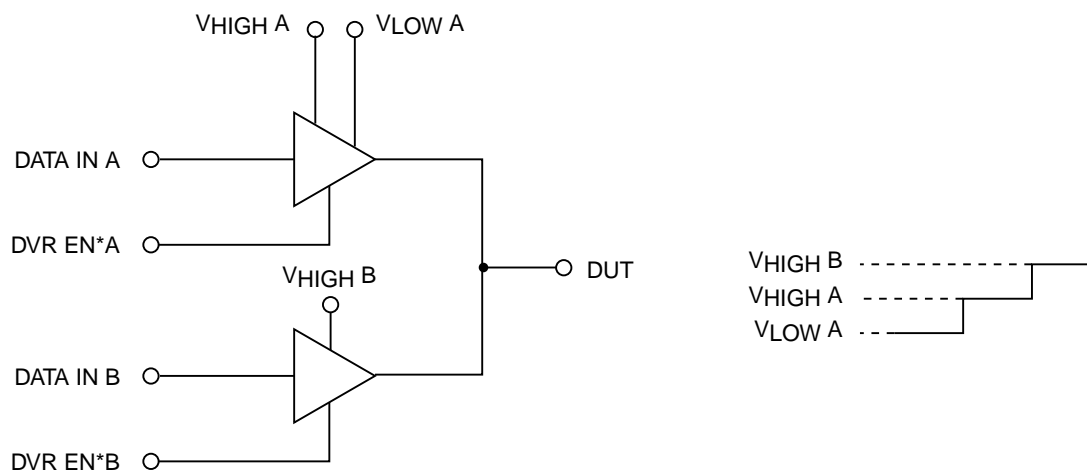 VHIGH A
VLOW A
DATA IN A
DVR EN*A
VHIGH B
DUT
DATA IN B
DVR EN*B
VHIGH B
VHIGH A
VLOW A